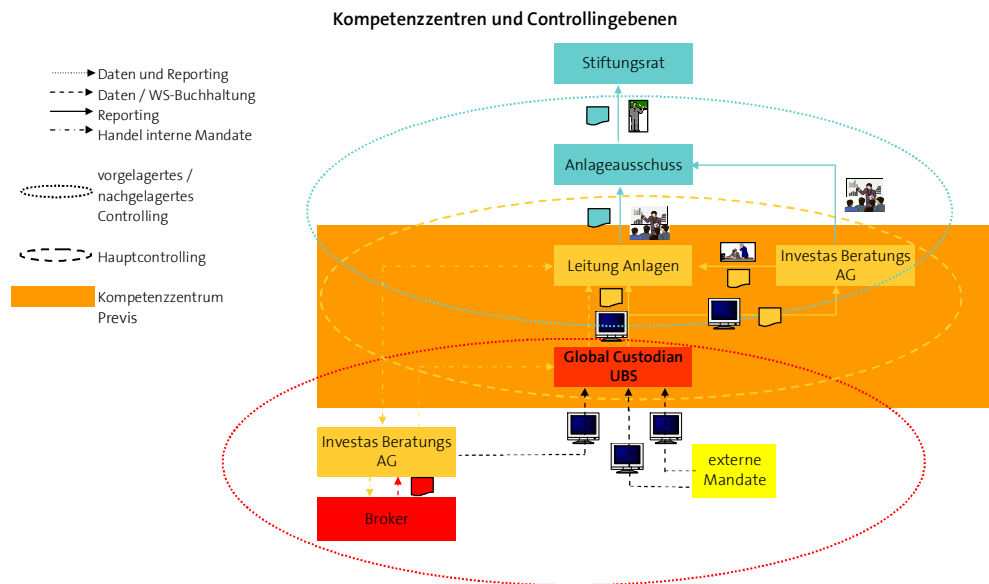 Kompetenzzentren und Controllingebenen
Stiftungsrat
Daten und Reporting
Daten / WS-Buchhaltung
Reporting
Handel interne Mandate
Anlageausschuss
vorgelagertes /
nachgelagertes
Controlling
Hauptcontrolling
Leitung Anlagen
Investas Beratungs
AG
Kompetenzzentrum
Previs
Global Custodian
UBS
Investas Beratungs
AG
externe
Mandate
Broker